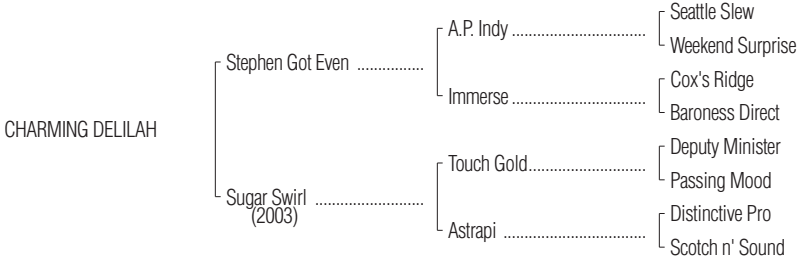 Seattle Slew
A.P. Indy ..................................
Weekend Surprise
Stephen Got Even ................
Cox's Ridge
Immerse ..................................
Baroness Direct
CHARMING DELILAH
Deputy Minister
Touch Gold..............................
Passing Mood
Sugar Swirl ..........................
(2003)
Distinctive Pro
Astrapi ....................................
Scotch n' Sound